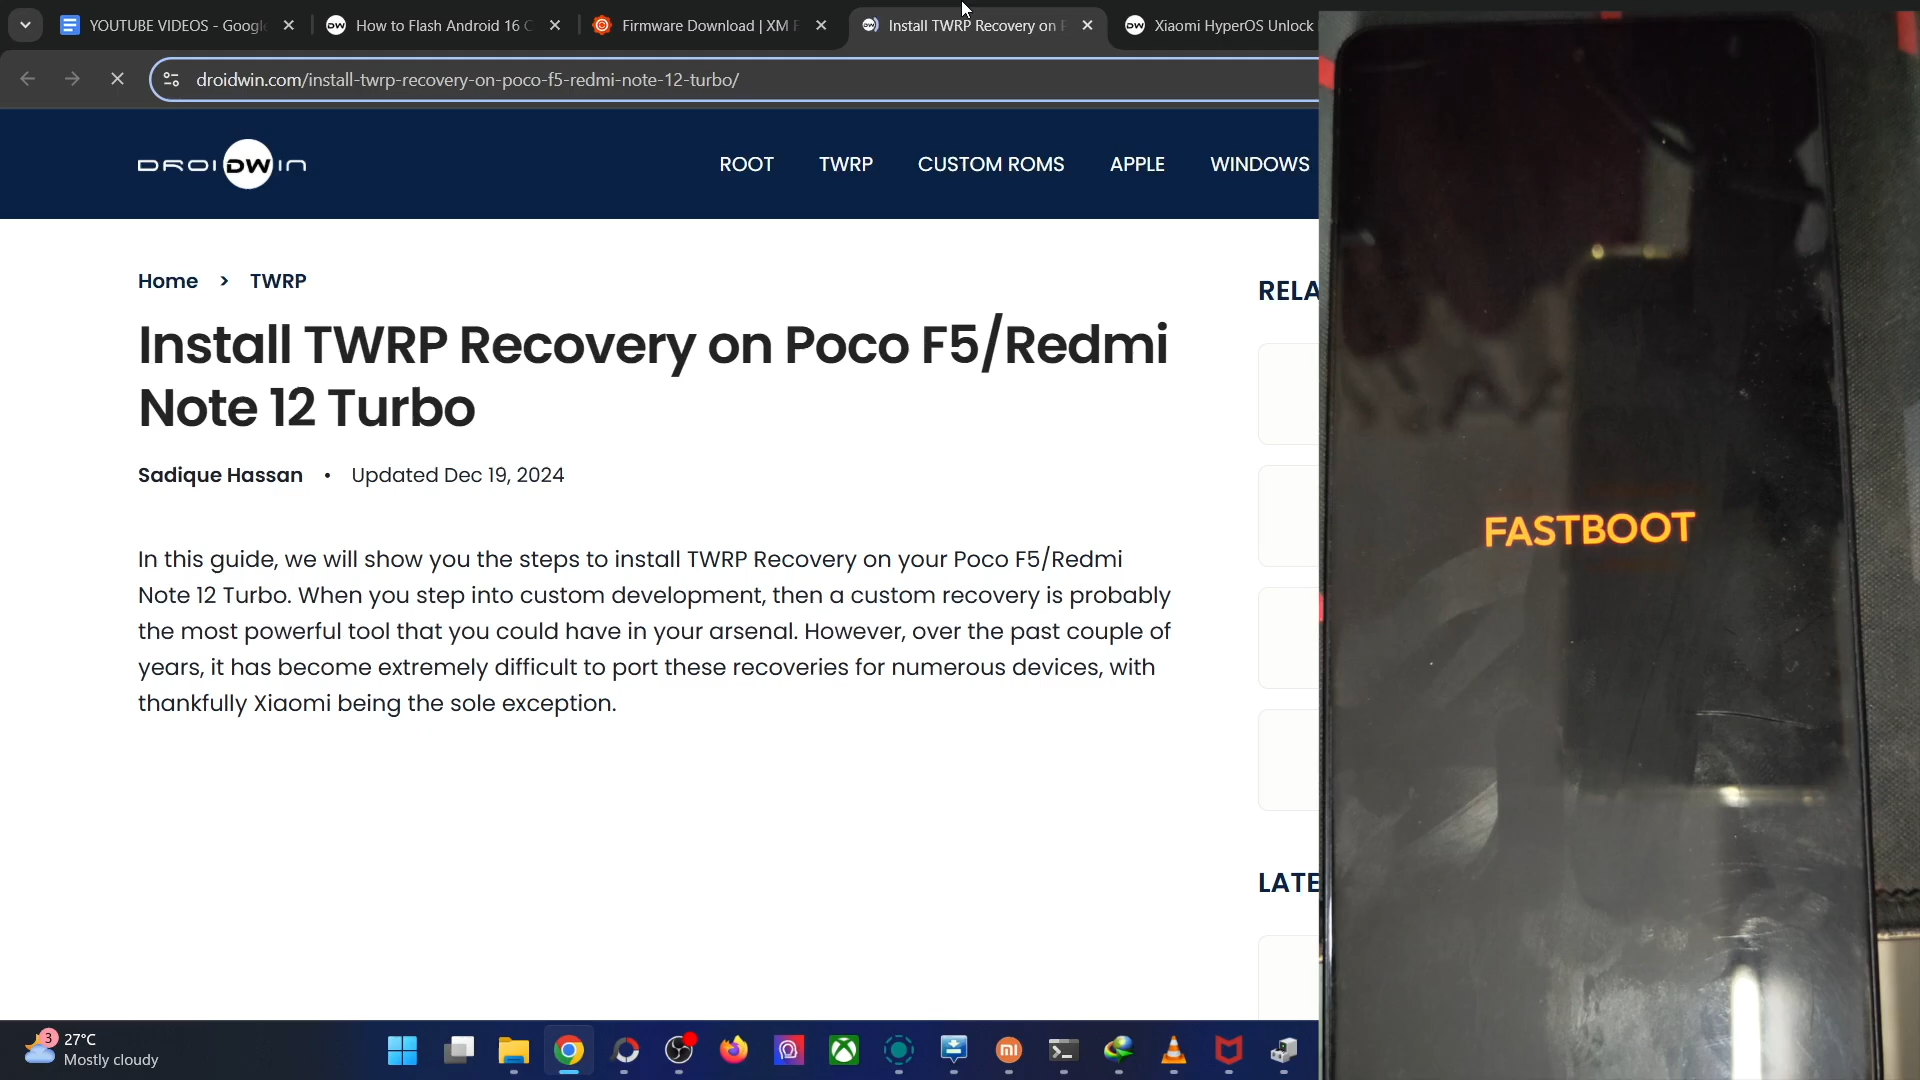 YOUTUBE VIDEOS - Googl
How to Flash Android 16 C
Firmware Download | XM F
Install TWRP Recovery on P
Xiaomi HyperOS Unlock
droidwin.com/install-twrp-recovery-on-poco-f5-redmi-note-12-turbo/
DROIDWIN
ROOT
TWRP
CUSTOM ROMS
APPLE
WINDOWS
Home > TWRP
Install TWRP Recovery on Poco F5/Redmi
Note 12 Turbo
Sadique Hassan • Updated Dec 19, 2024
In this guide, we will show you the steps to install TWRP Recovery on your Poco F5/Redmi
Note 12 Turbo. When you step into custom development, then a custom recovery is probably
the most powerful tool that you could have in your arsenal. However, over the past couple of
years, it has become extremely difficult to port these recoveries for numerous devices, with
thankfully Xiaomi being the sole exception.
RELA
LATE
FASTBOOT
3
27°C
Mostly cloudy